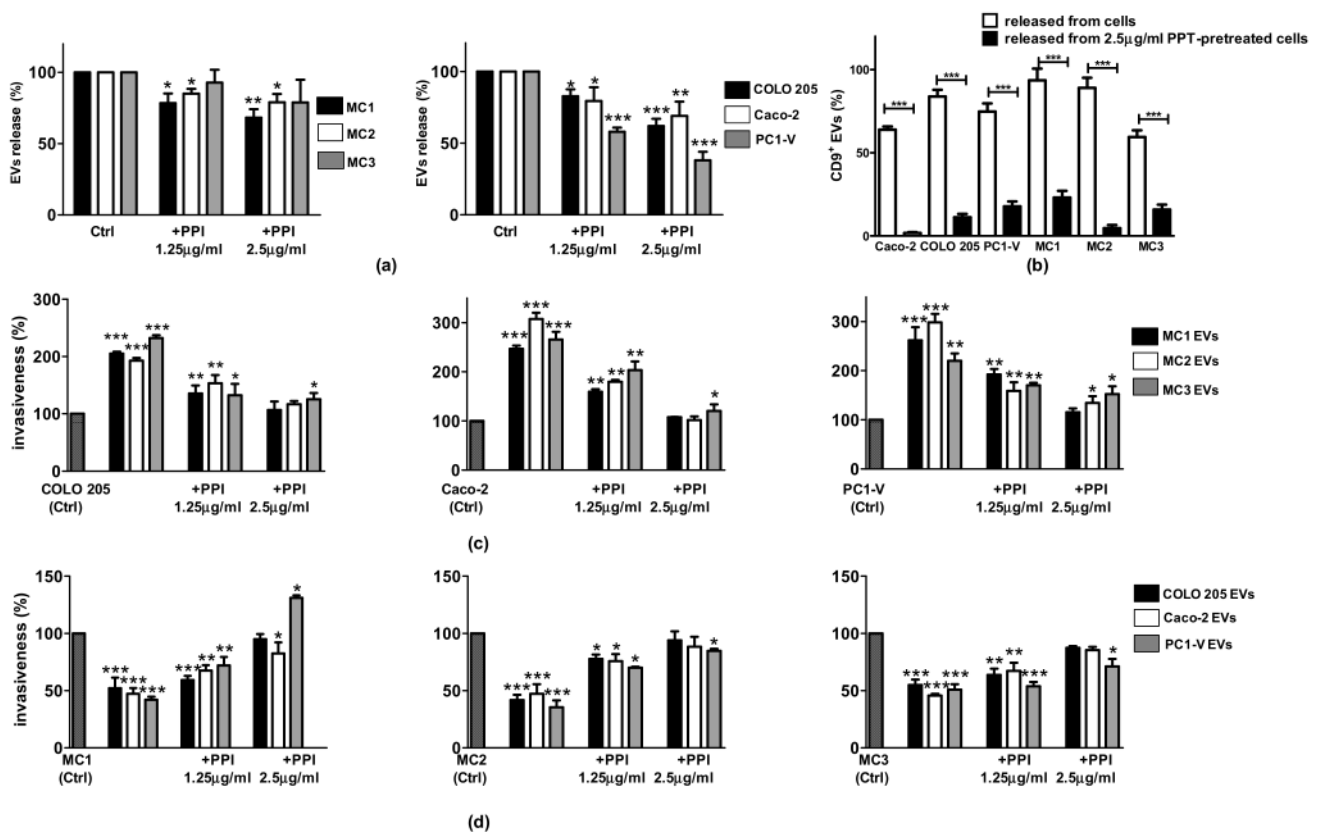 EVs release (%)
100
50
0
* * ** *
MC1
MC2
MC3
Ctrl +PPI +PPI
1.25µg/ml 2.5µg/ml
EVs release (%)
100
50
0
* * *** *** ** ***
COLO 205
Caco-2
PC1-V
Ctrl +PPI +PPI
1.25µg/ml 2.5µg/ml
(a)
released from cells
released from 2.5µg/ml PPT-pretreated cells
CD9+ EVs (%)
100
50
0
*** *** *** *** *** ***
Caco-2 COLO 205 PC1-V MC1 MC2 MC3
(b)
invasiveness (%)
300
200
100
0
*** *** *** ** ** * *
COLO 205 +PPI +PPI
(Ctrl) 1.25µg/ml 2.5µg/ml
300
200
100
0
*** *** *** ** ** ** *
Caco-2 +PPI +PPI
(Ctrl) 1.25µg/ml 2.5µg/ml
300
200
100
0
*** *** ** ** ** ** * *
PC1-V +PPI +PPI
(Ctrl) 1.25µg/ml 2.5µg/ml
MC1 EVs
MC2 EVs
MC3 EVs
(c)
invasiveness (%)
150
100
50
0
*** *** *** *** ** ** * *
MC1 +PPI +PPI
(Ctrl) 1.25µg/ml 2.5µg/ml
150
100
50
0
*** *** *** * * * *
MC2 +PPI +PPI
(Ctrl) 1.25µg/ml 2.5µg/ml
150
100
50
0
*** *** *** ** ** *** *
MC3 +PPI +PPI
(Ctrl) 1.25µg/ml 2.5µg/ml
COLO 205 EVs
Caco-2 EVs
PC1-V EVs
(d)